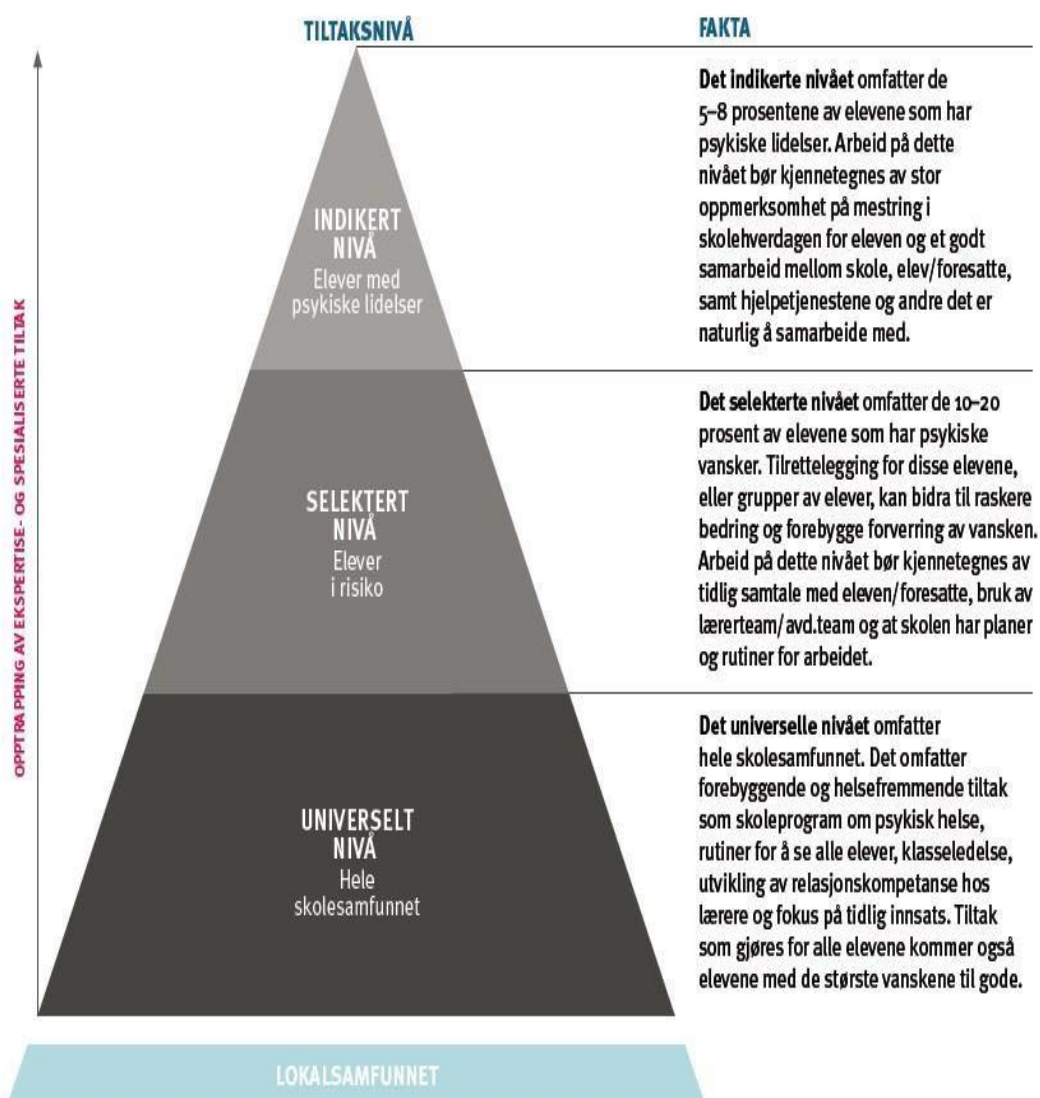 TILTAKSNIVÅ
FAKTA
OPPTRAPPING AV EKSPERTISE- OG SPESIALISERTE TILTAK
INDIKERT
NIVÅ
Elever med
psykiske lidelser
Det indikerte nivået omfatter de
5–8 prosentene av elevene som har
psykiske lidelser. Arbeid på dette
nivået bør kjennetegnes av stor
oppmerksomhet på mestring i
skolehverdagen for eleven og et godt
samarbeid mellom skole, elev/foresatte,
samt hjelpetjenestene og andre det er
naturlig å samarbeide med.
SELEKTERT
NIVÅ
Elever
i risiko
Det selekterte nivået omfatter de 10–20
prosent av elevene som har psykiske
vansker. Tilrettelegging for disse elevene,
eller grupper av elever, kan bidra til raskere
bedring og forebygge forverring av vansken.
Arbeid på dette nivået bør kjennetegnes av
tidlig samtale med eleven/foresatte, bruk av
lærerteam/avd.team og at skolen har planer
og rutiner for arbeidet.
UNIVERSELT
NIVÅ
Hele
skolesamfunnet
Det universelle nivået omfatter
hele skolesamfunnet. Det omfatter
forebyggende og helsefremmende tiltak
som skoleprogram om psykisk helse,
rutiner for å se alle elever, klasseledelse,
utvikling av relasjonskompetanse hos
lærere og fokus på tidlig innsats. Tiltak
som gjøres for alle elevene kommer også
elevene med de største vanskene til gode.
LOKALSAMFUNNET